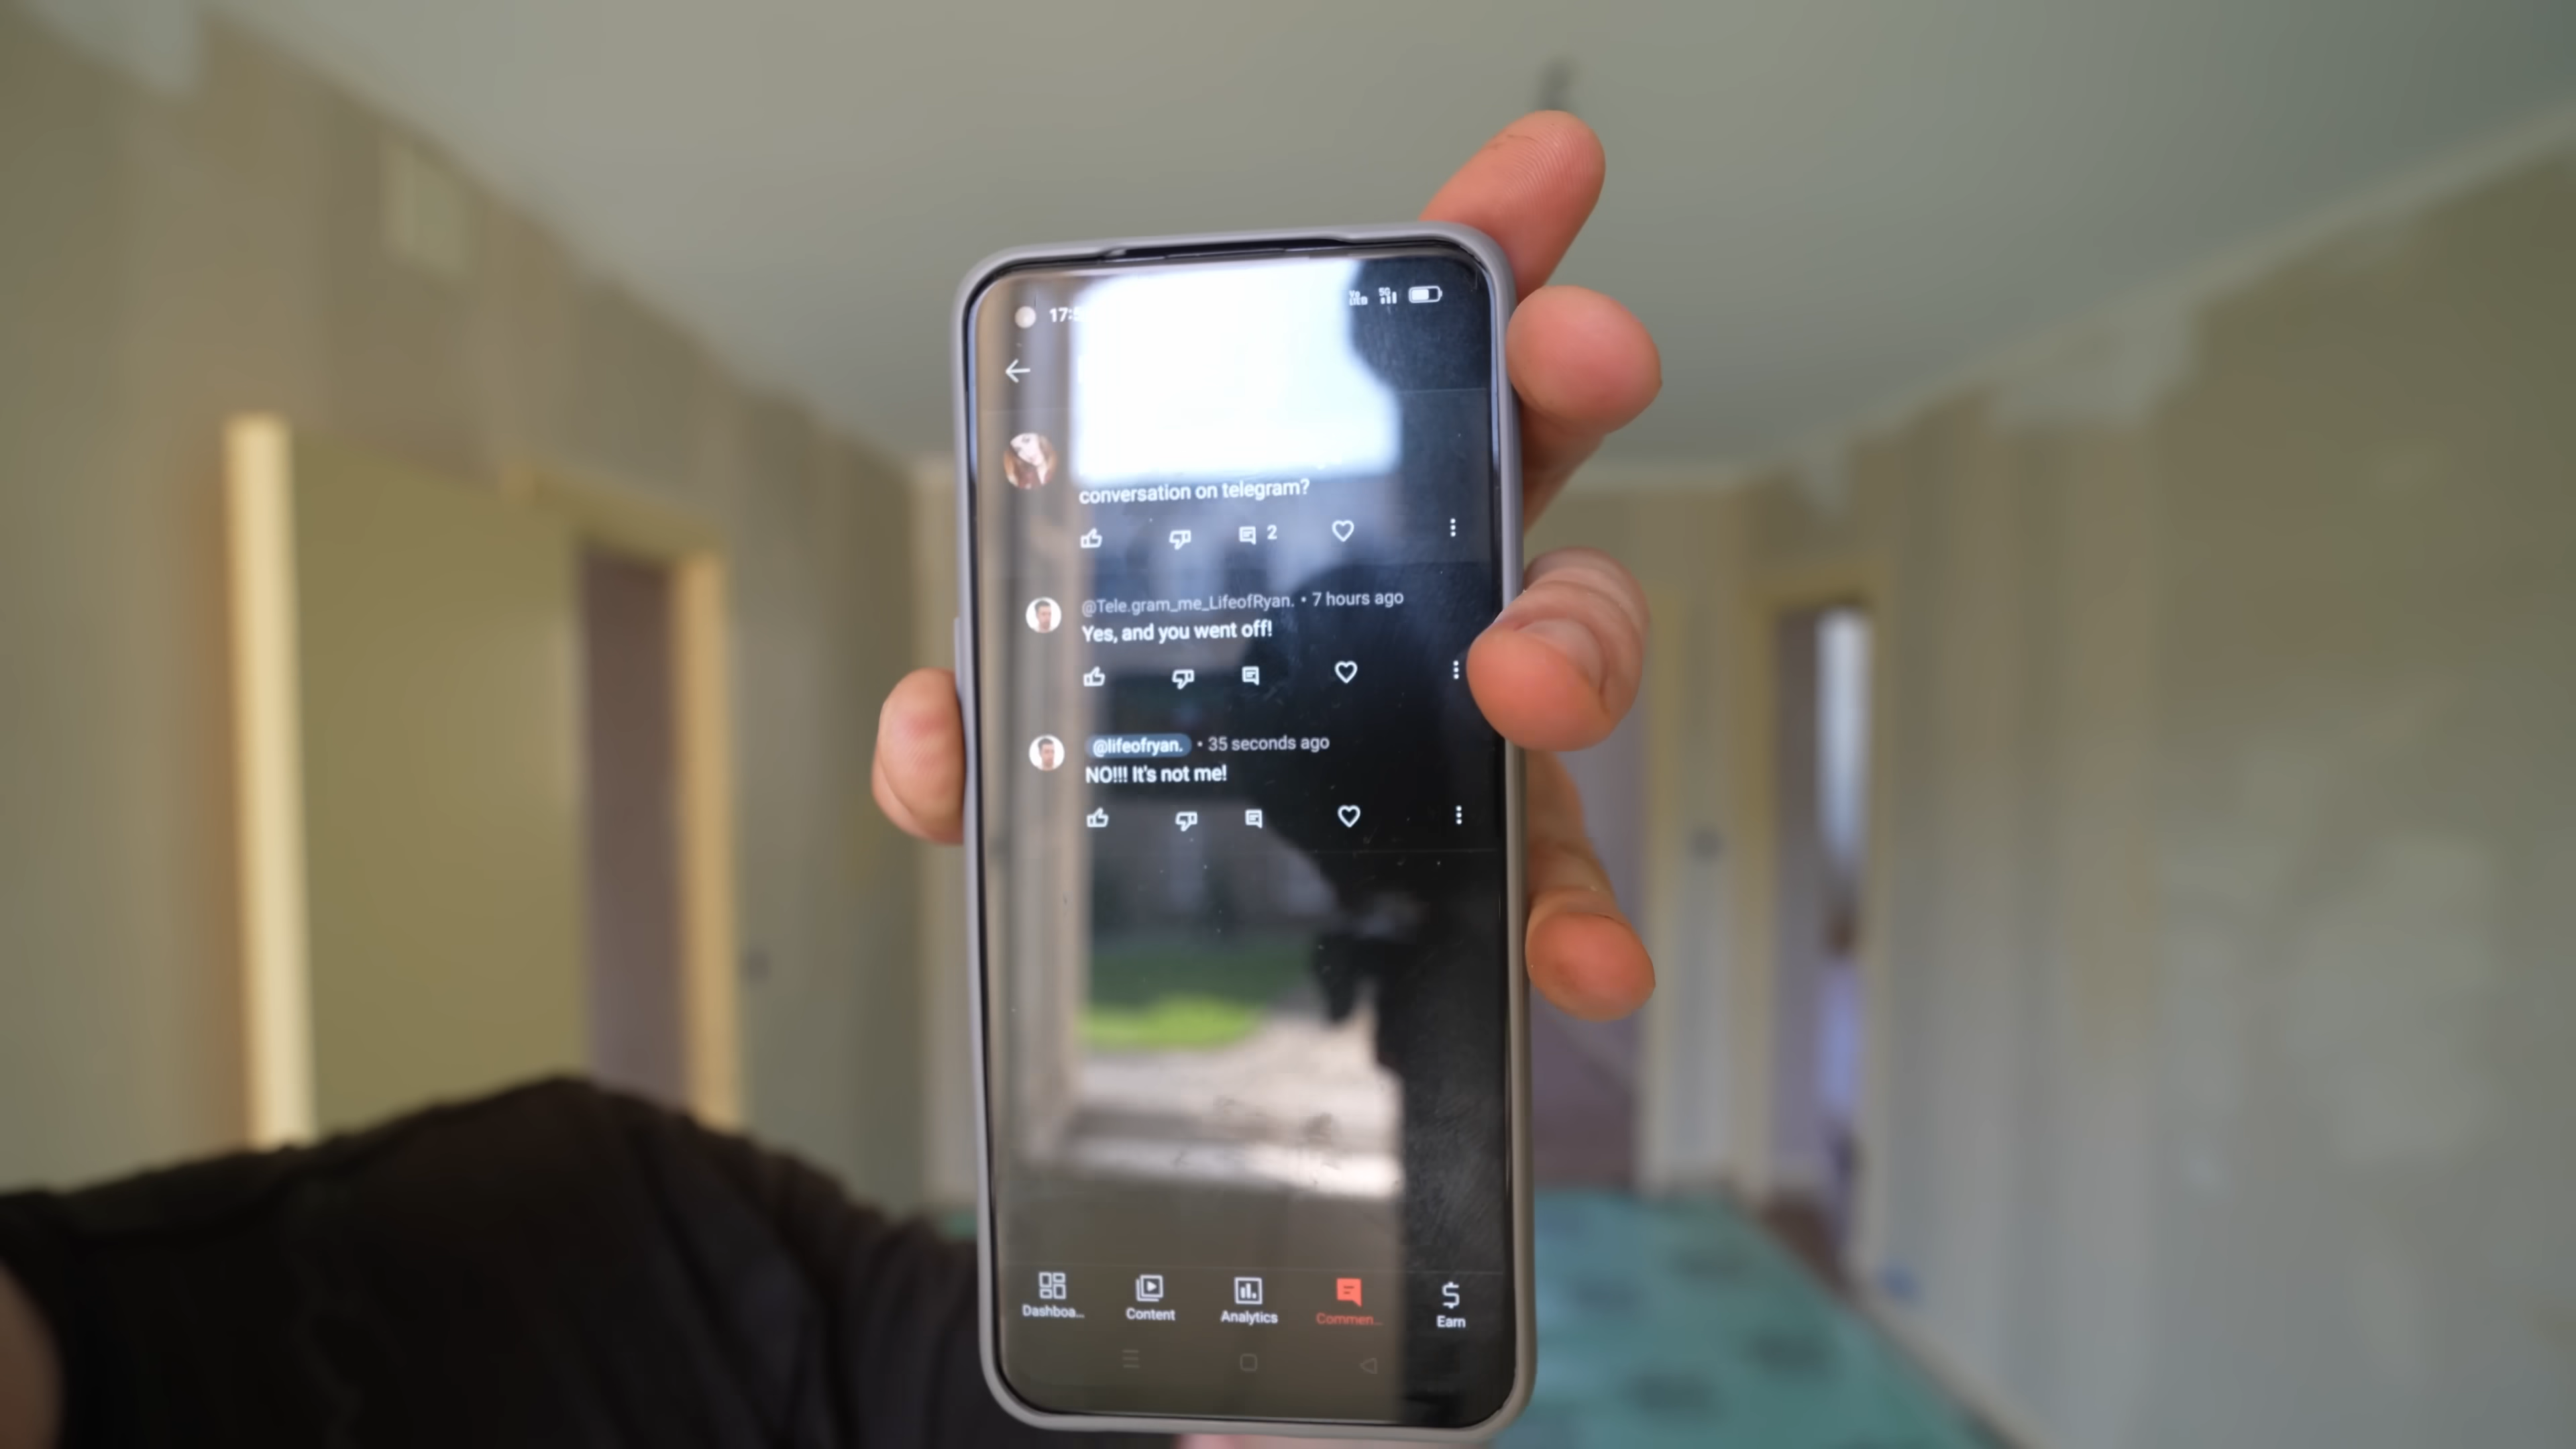 conversation on telegram?
2
@Tele.gram_me_LifeofRyan. • 7 hours ago
Yes, and you went off!
@lifeofryan. • 35 seconds ago
NO!!! It's not me!
Dashboa... Content Analytics Commen... Earn